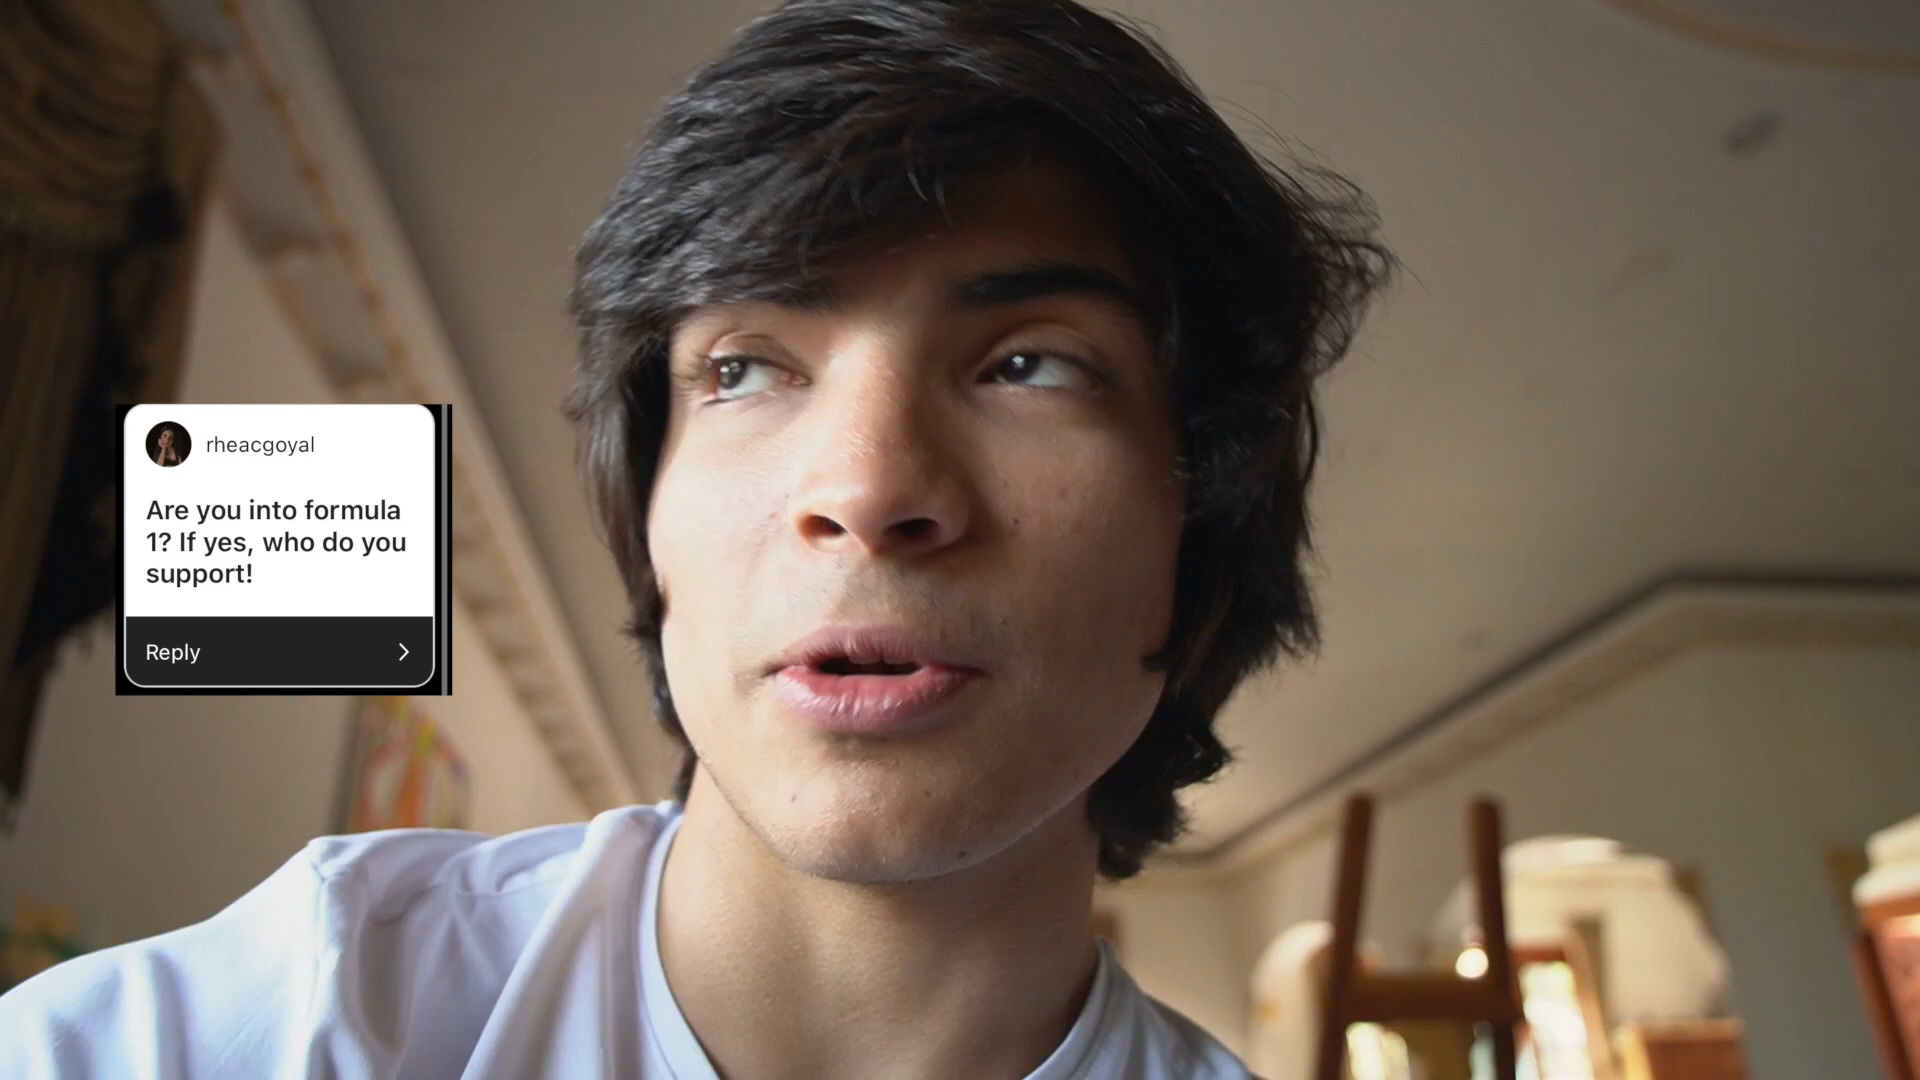 rheacgoyal
Are you into formula
1? If yes, who do you
support!
Reply